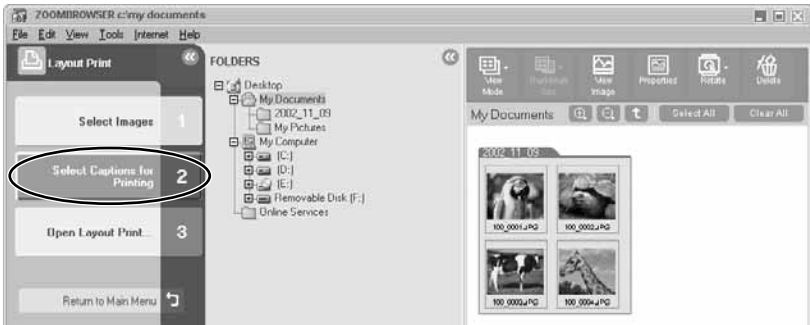 ZOOMBROWSER c:\my documents
File Edit View Tools Internet Help
Layout Print
Select Images 1
Select Captions for
Printing 2
Open Layout Print... 3
Return to Main Menu
FOLDERS
Desktop
My Documents
2002_11_09
My Pictures
My Computer
(C:)
(D:)
(E:)
Removable Disk (F:)
Online Services
View
Mode
Thumbnail
Size
View
Image
Properties
Rotate
Delete
My Documents
Select All
Clear All
2002_11_09
100_0001.JPG
100_0002.JPG
100_0003.JPG
100_0004.JPG